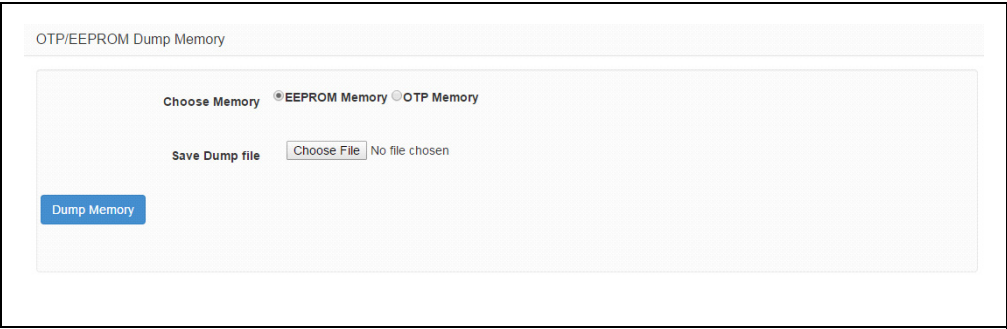 OTP/EEPROM Dump Memory
Choose Memory EEPROM Memory OTP Memory
Save Dump file Choose File No file chosen
Dump Memory